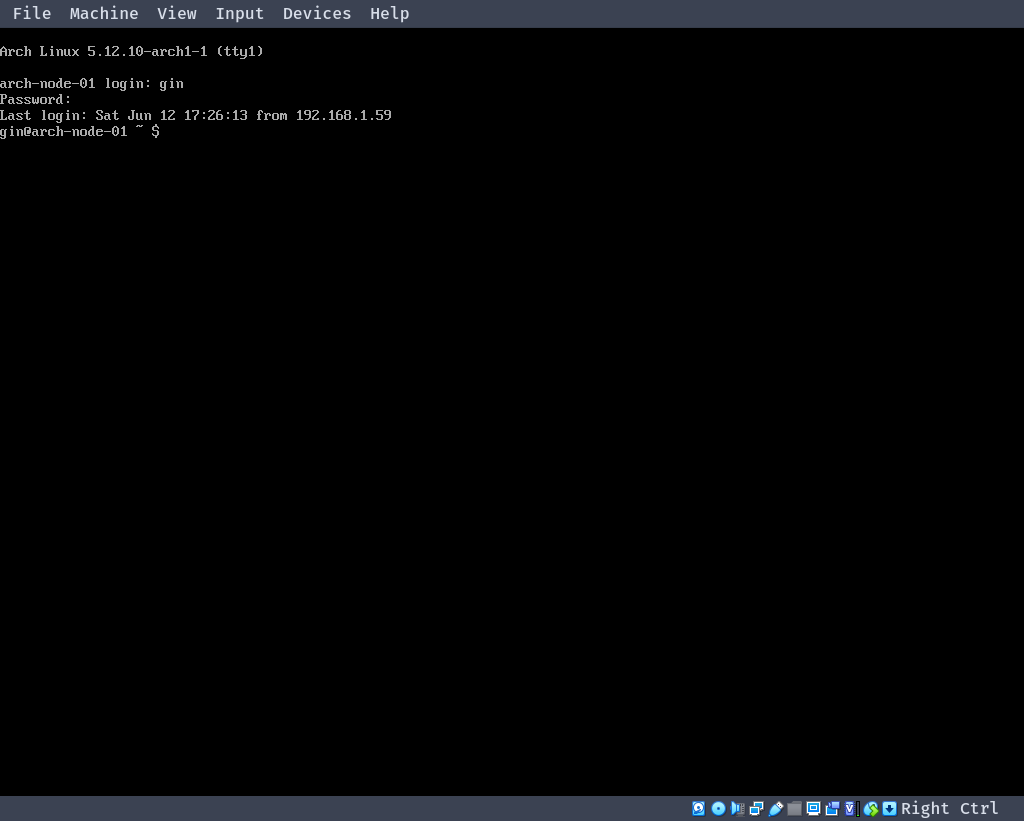 File Machine View Input Devices Help
Arch Linux 5.12.10-arch1-1 (tty1)
arch-node-01 login: gin
Password:
Last login: Sat Jun 12 17:26:13 from 192.168.1.59
gin@arch-node-01 ~ $
Right Ctrl